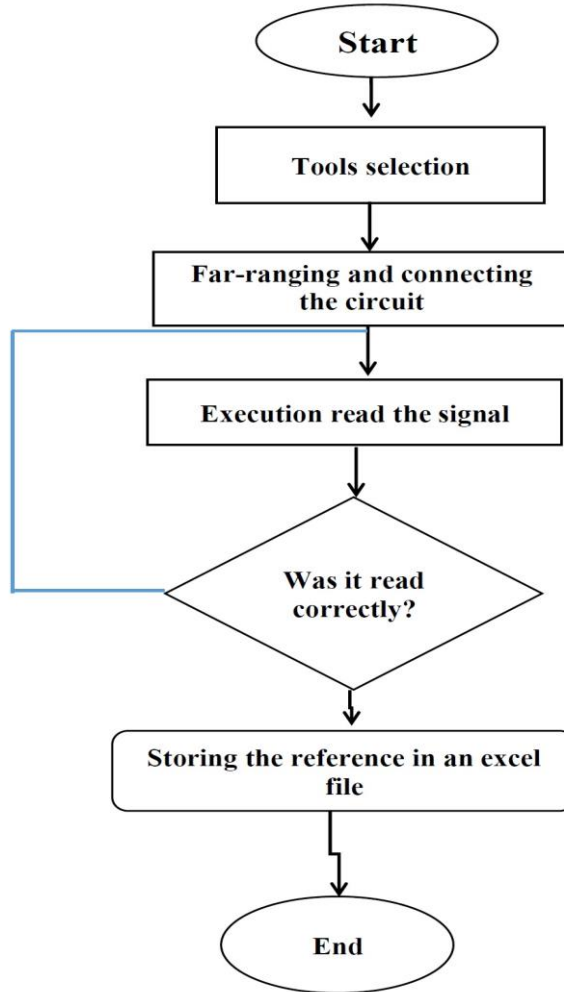 Start
Tools selection
Far-ranging and connecting
the circuit
Execution read the signal
Was it read
correctly?
Storing the reference in an excel
file
End